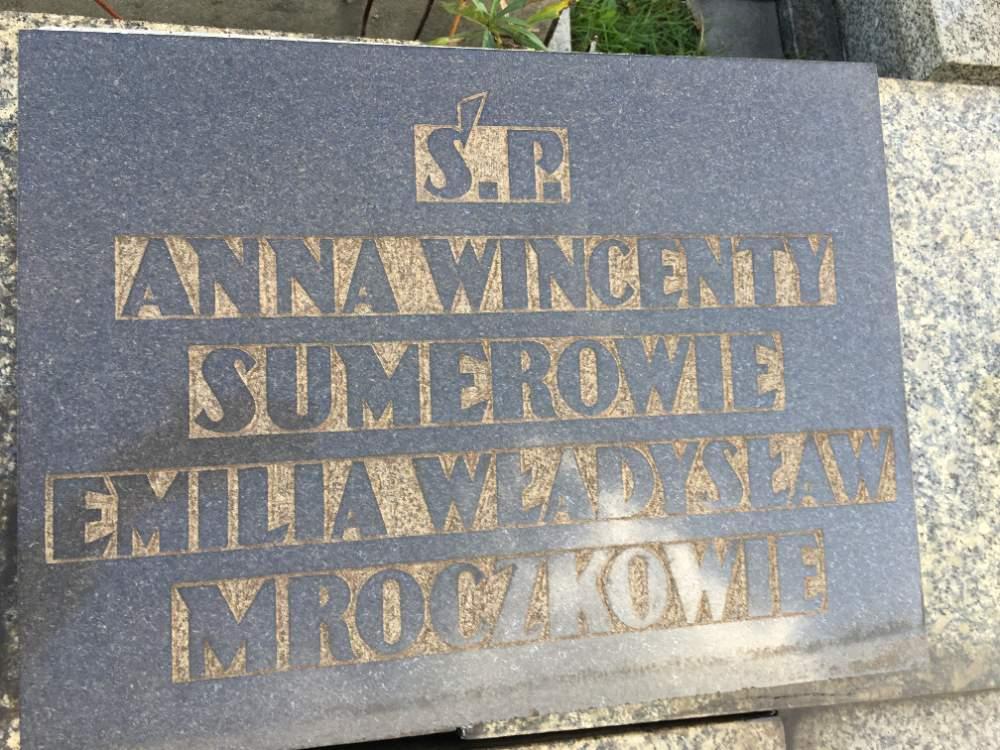 Ś.P.
ANNA WINCENTY
SUMEROWIE
EMILIA WŁADYSŁAW
MROCZKOWIE